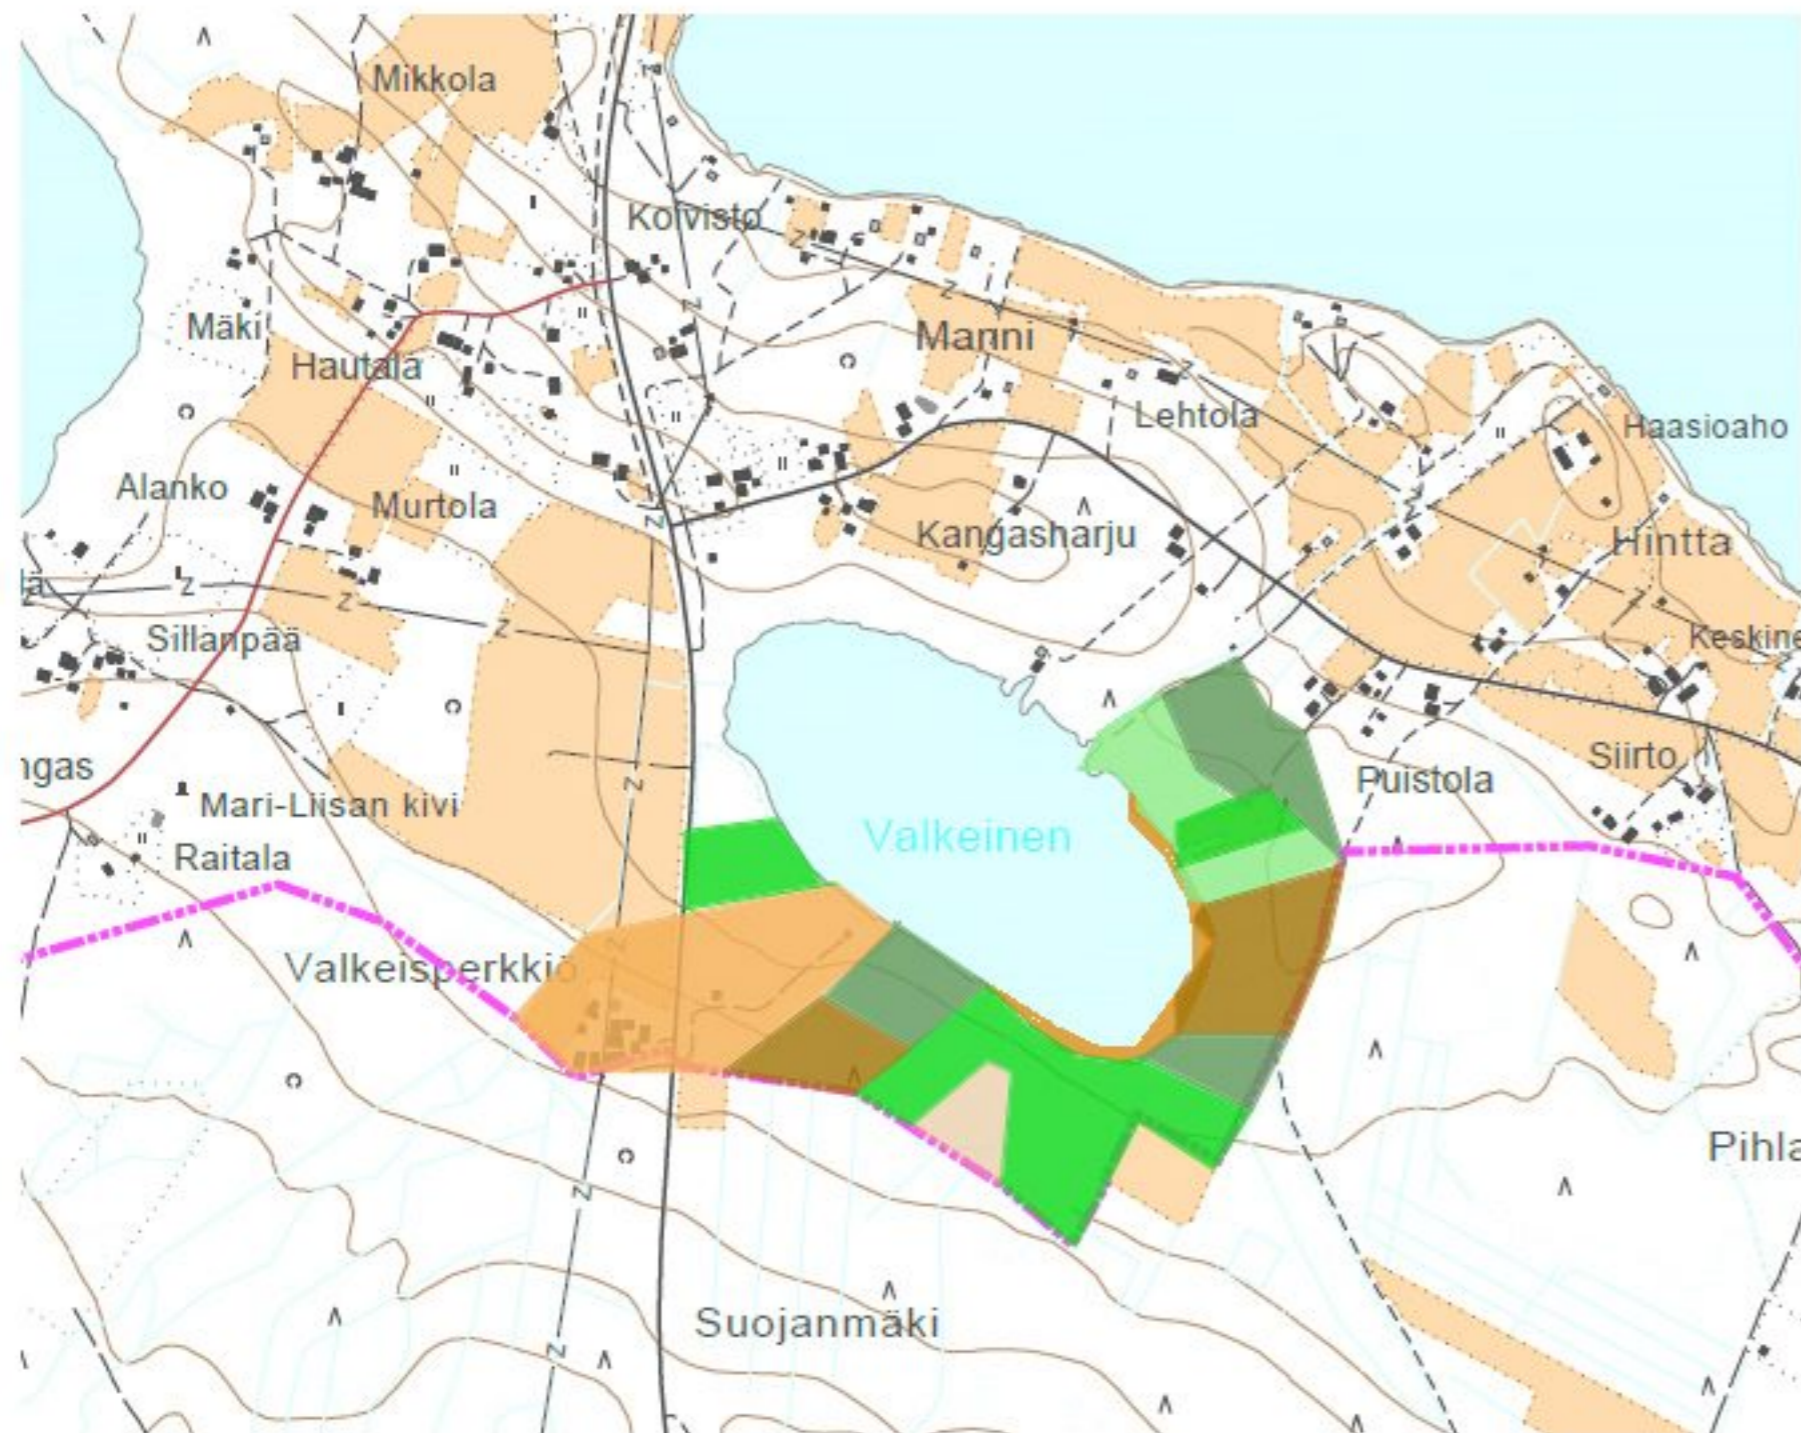 Mikkola
Koivisto
Mäki
Hautala
Manni
Lehtola
Haasioaho
Alanko
Murtola
Kangasharju
Hintta
Sillanpää
Keskine
ngas
Mari-Liisan kivi
Siirto
Puistola
Valkeinen
Raitala
Valkeisperkkiö
Pihla
Suojanmäki